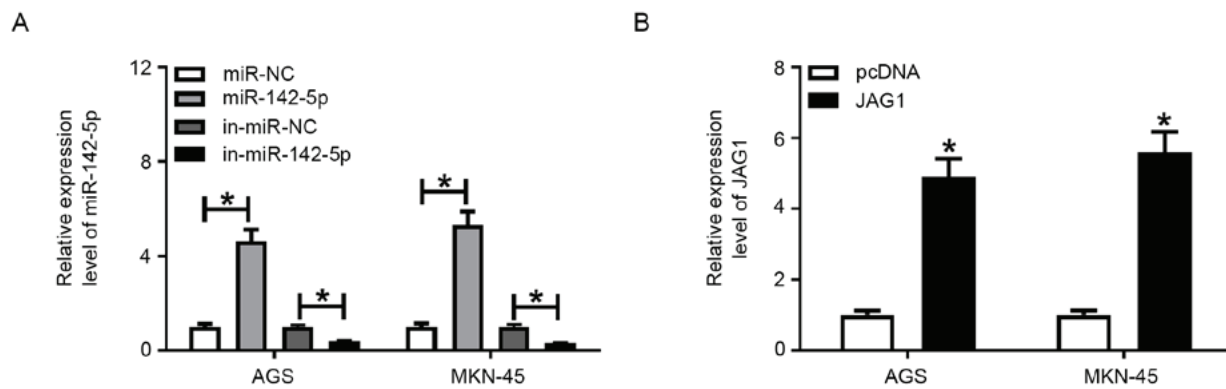 A
Relative expression
level of miR-142-5p
12
8
4
0
miR-NC
miR-142-5p
in-miR-NC
in-miR-142-5p
*
*
*
*
AGS
MKN-45
B
Relative expression
level of JAG1
8
6
4
2
0
pcDNA
JAG1
*
*
AGS
MKN-45